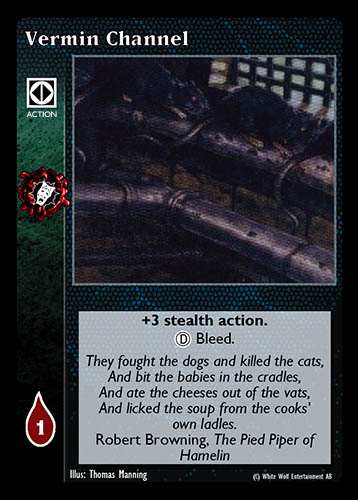 Vermin Channel
ACTION
+3 stealth action.
D Bleed.
They fought the dogs and killed the cats,
And bit the babies in the cradles,
And ate the cheeses out of the vats,
And licked the soup from the cooks'
own ladles.
Robert Browning, The Pied Piper of
Hamelin
1
Illus: Thomas Manning
(C) White Wolf Entertainment AB